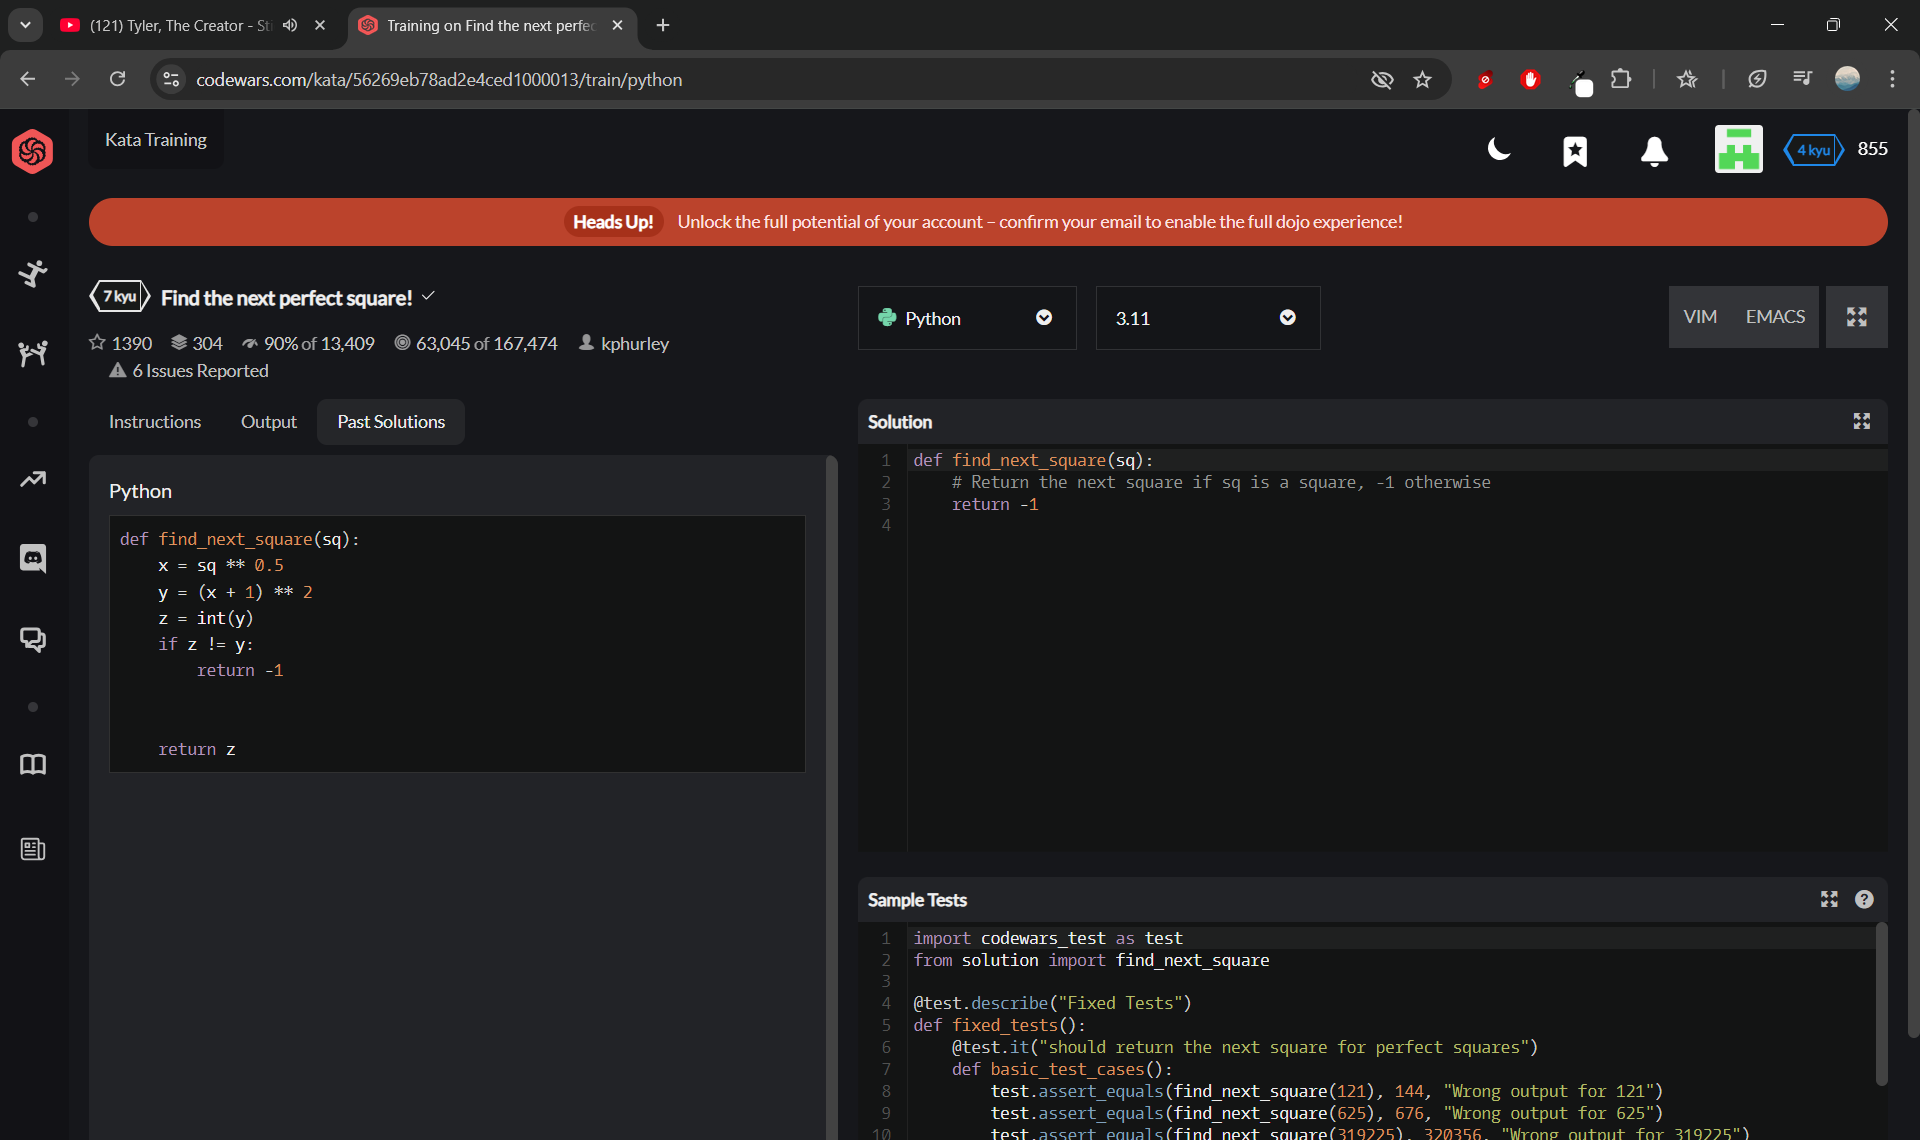 (121) Tyler, The Creator - St
Training on Find the next perfec
codewars.com/kata/56269eb78ad2e4ced1000013/train/python
Kata Training
4 kyu
855
Heads Up! Unlock the full potential of your account – confirm your email to enable the full dojo experience!
7 kyu
Find the next perfect square!
1390
304
90% of 13,409
63,045 of 167,474
kphurley
6 Issues Reported
Python
3.11
VIM
EMACS
Instructions
Output
Past Solutions
Python
def find_next_square(sq):
    x = sq ** 0.5
    y = (x + 1) ** 2
    z = int(y)
    if z != y:
        return -1
    return z
Solution
1 def find_next_square(sq):
2     # Return the next square if sq is a square, -1 otherwise
3     return -1
4
Sample Tests
1 import codewars_test as test
2 from solution import find_next_square
3
4 @test.describe("Fixed Tests")
5 def fixed_tests():
6     @test.it("should return the next square for perfect squares")
7     def basic_test_cases():
8         test.assert_equals(find_next_square(121), 144, "Wrong output for 121")
9         test.assert_equals(find_next_square(625), 676, "Wrong output for 625")
10         test.assert_equals(find_next_square(319225), 320356, "Wrong output for 319225")